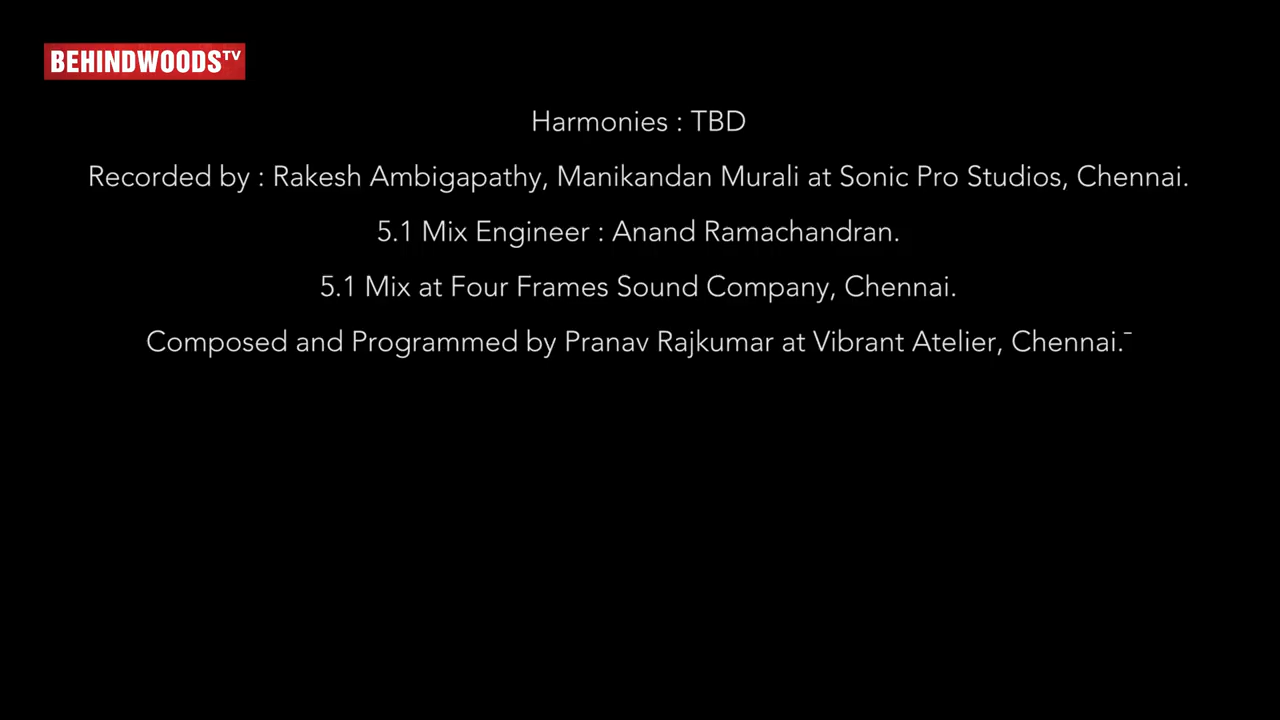 BEHINDWOODS TV
Harmonies : TBD
Recorded by : Rakesh Ambigapathy, Manikandan Murali at Sonic Pro Studios, Chennai.
5.1 Mix Engineer : Anand Ramachandran.
5.1 Mix at Four Frames Sound Company, Chennai.
Composed and Programmed by Pranav Rajkumar at Vibrant Atelier, Chennai.¯